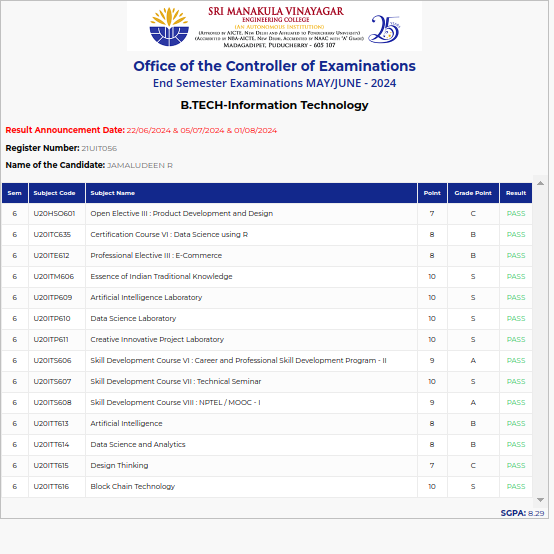 SRI MANAKULA VINAYAGAR
ENGINEERING COLLEGE
(AN AUTONOMOUS INSTITUTION)
(APPROVED BY AICTE, NEW DELHI AND AFFILIATED TO PONDICHERRY UNIVERSITY)
(ACCREDITED BY NBA-AICTE, NEW DELHI, ACCREDITED BY NAAC WITH "A" GRADE)
MADAGADIPET, PUDUCHERRY - 605 107
25
Office of the Controller of Examinations
End Semester Examinations MAY/JUNE - 2024
B.TECH-Information Technology
Result Announcement Date: 22/06/2024 & 05/07/2024 & 01/08/2024
Register Number: 21UIT056
Name of the Candidate: JAMALUDEEN R
Sem Subject Code Subject Name Point Grade Point Result
6 U20HSO601 Open Elective III : Product Development and Design 7 C PASS
6 U20ITC635 Certification Course VI : Data Science using R 8 B PASS
6 U20ITE612 Professional Elective III : E-Commerce 8 B PASS
6 U20ITM606 Essence of Indian Traditional Knowledge 10 S PASS
6 U20ITP609 Artificial Intelligence Laboratory 10 S PASS
6 U20ITP610 Data Science Laboratory 10 S PASS
6 U20ITP611 Creative Innovative Project Laboratory 10 S PASS
6 U20ITS606 Skill Development Course VI : Career and Professional Skill Development Program - II 9 A PASS
6 U20ITS607 Skill Development Course VII : Technical Seminar 10 S PASS
6 U20ITS608 Skill Development Course VIII : NPTEL / MOOC - I 9 A PASS
6 U20ITT613 Artificial Intelligence 8 B PASS
6 U20ITT614 Data Science and Analytics 8 B PASS
6 U20ITT615 Design Thinking 7 C PASS
6 U20ITT616 Block Chain Technology 10 S PASS
SGPA: 8.29